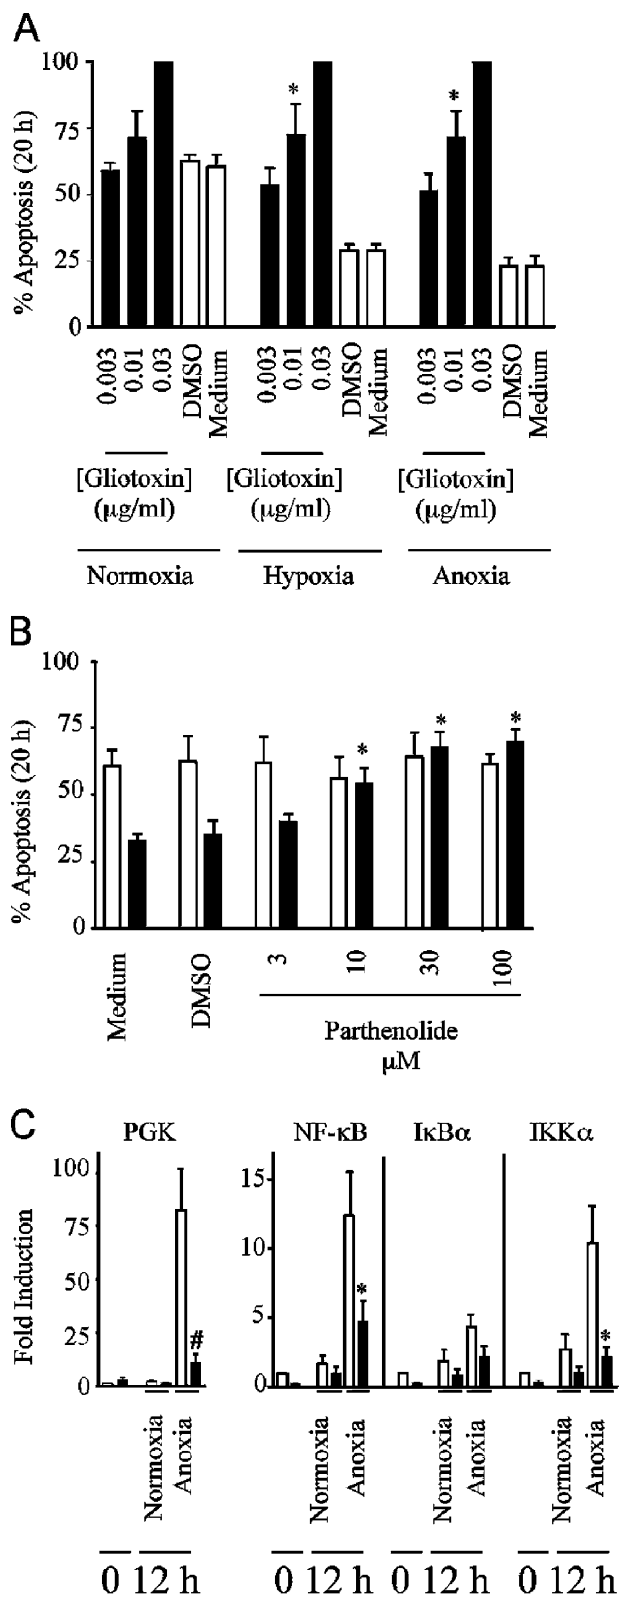 A
100
75
50
25
0
% Apoptosis (20 h)
*
*
0.003
0.01
0.03
DMSO
Medium
0.003
0.01
0.03
DMSO
Medium
0.003
0.01
0.03
DMSO
Medium
[Gliotoxin] [Gliotoxin] [Gliotoxin]
(μg/ml) (μg/ml) (μg/ml)
Normoxia Hypoxia Anoxia
B
100
75
50
25
0
% Apoptosis (20 h)
*
*
*
Medium
DMSO
3
10
30
100
Parthenolide
μM
C
PGK NF-κB IκBα IKKα
100
75
50
25
0
Fold Induction
#
15
10
5
0
*
*
Normoxia
Anoxia
Normoxia
Anoxia
Normoxia
Anoxia
Normoxia
Anoxia
0 12 h 0 12 h 0 12 h 0 12 h